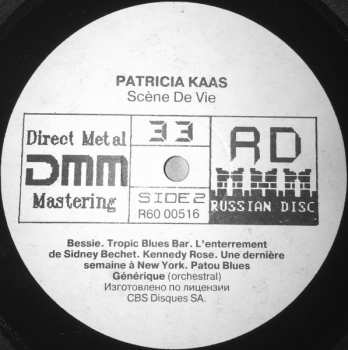 PATRICIA KAAS
Scène De Vie
Direct Metal
DMM
Mastering
33
SIDE 2
R60 00516
RD
RUSSIAN DISC
Bessie. Tropic Blues Bar. L'enterrement
de Sidney Bechet. Kennedy Rose. Une dernière
semaine à New York. Patou Blues
Générique (orchestral)
Изготовлено по лицензии
CBS Disques SA.